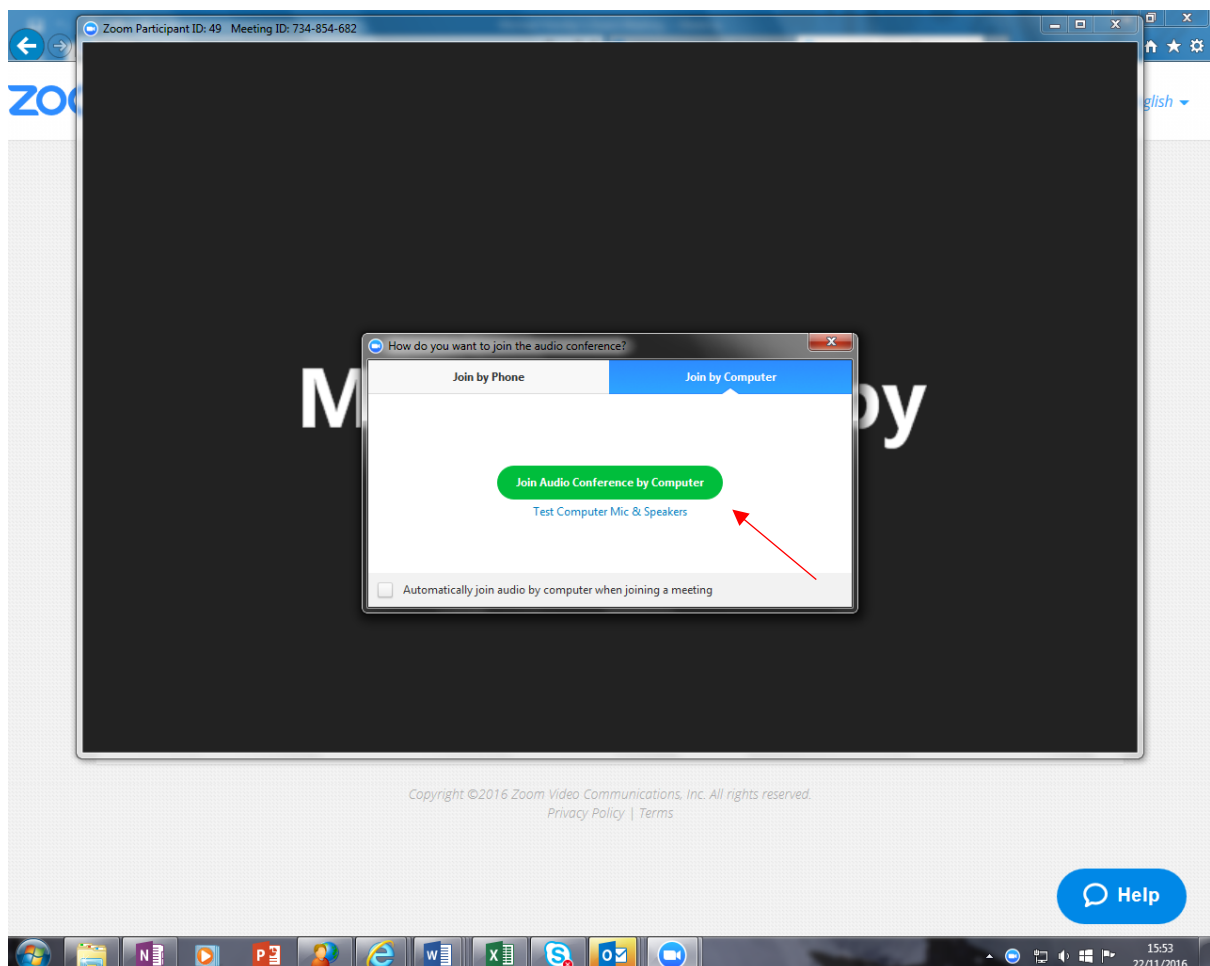 Zoom Participant ID: 49 Meeting ID: 734-854-682
glish
How do you want to join the audio conference?
Join by Phone
Join by Computer
Join Audio Conference by Computer
Test Computer Mic & Speakers
Automatically join audio by computer when joining a meeting
Copyright ©2016 Zoom Video Communications, Inc. All rights reserved.
Privacy Policy | Terms
Help
15:53
22/11/2016